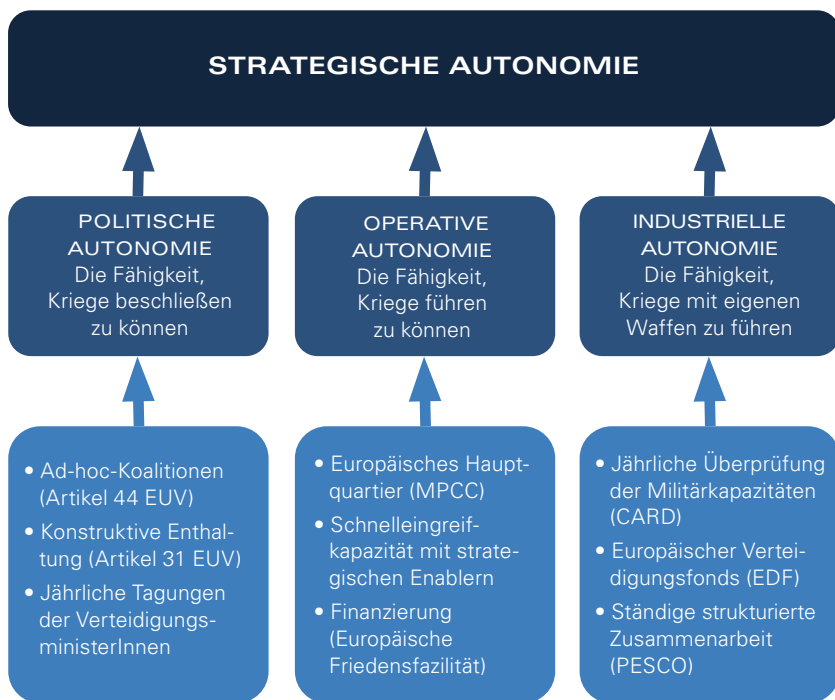 STRATEGISCHE AUTONOMIE
POLITISCHE
AUTONOMIE
Die Fähigkeit,
Kriege beschließen
zu können
OPERATIVE
AUTONOMIE
Die Fähigkeit,
Kriege führen
zu können
INDUSTRIELLE
AUTONOMIE
Die Fähigkeit,
Kriege mit eigenen
Waffen zu führen
• Ad-hoc-Koalitionen
(Artikel 44 EUV)
• Konstruktive Enthal-
tung (Artikel 31 EUV)
• Jährliche Tagungen
der Verteidigungs-
ministerInnen
• Europäisches Haupt-
quartier (MPCC)
• Schnelleingreif-
kapazität mit strate-
gischen Enablern
• Finanzierung
(Europäische
Friedensfazilität)
• Jährliche Überprüfung
der Militärkapazitäten
(CARD)
• Europäischer Vertei-
digungsfonds (EDF)
• Ständige strukturierte
Zusammenarbeit
(PESCO)